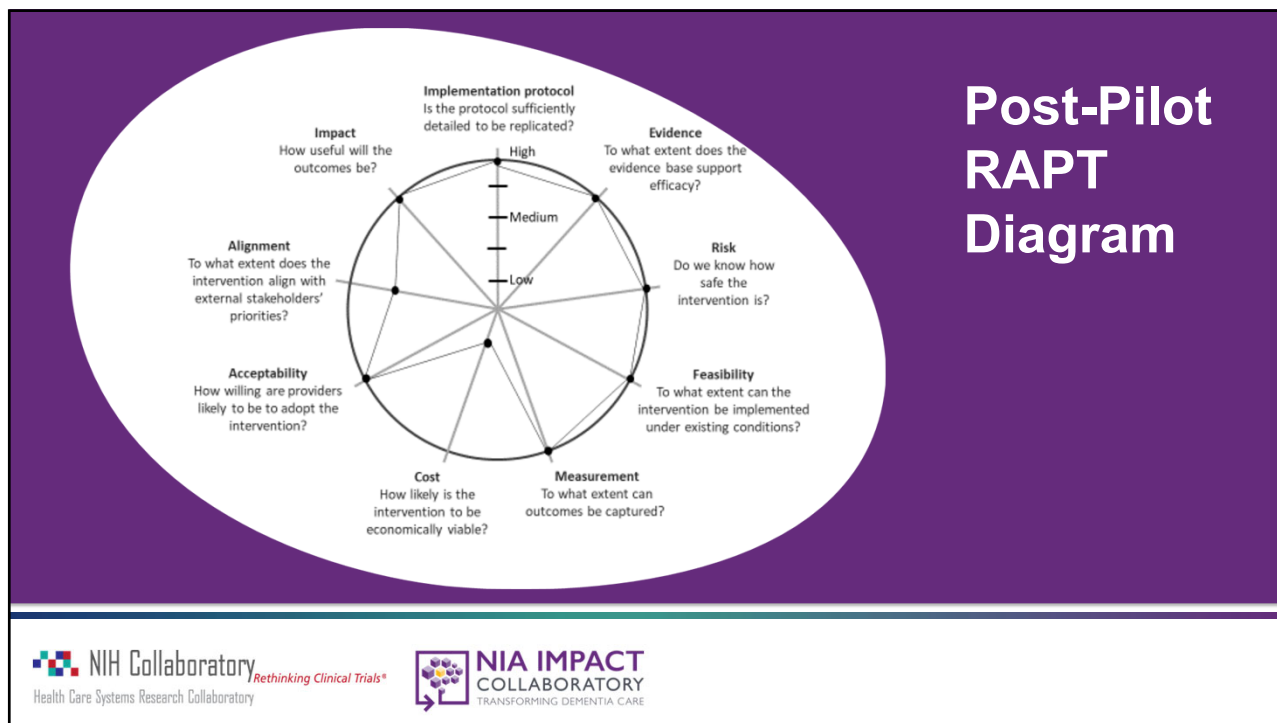 Post-Pilot
RAPT
Diagram
Implementation protocol
Is the protocol sufficiently
detailed to be replicated?
Impact
How useful will the
outcomes be?
Evidence
To what extent does the
evidence base support
efficacy?
High
Medium
Low
Alignment
To what extent does the
intervention align with
external stakeholders'
priorities?
Risk
Do we know how
safe the
intervention is?
Acceptability
How willing are providers
likely to be to adopt the
intervention?
Feasibility
To what extent can the
intervention be implemented
under existing conditions?
Cost
How likely is the
intervention to be
economically viable?
Measurement
To what extent can
outcomes be captured?
NIH Collaboratory Rethinking Clinical Trials®
Health Care Systems Research Collaboratory
NIA IMPACT
COLLABORATORY
TRANSFORMING DEMENTIA CARE